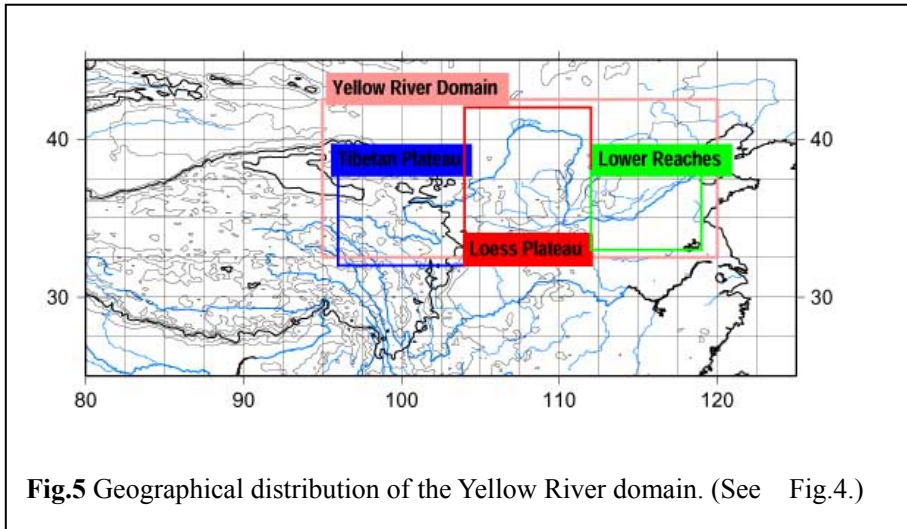 Yellow River Domain
40 Tibetan Plateau Lower Reaches 40
Loess Plateau
30 30
80 90 100 110 120
Fig.5 Geographical distribution of the Yellow River domain. (See Fig.4.)